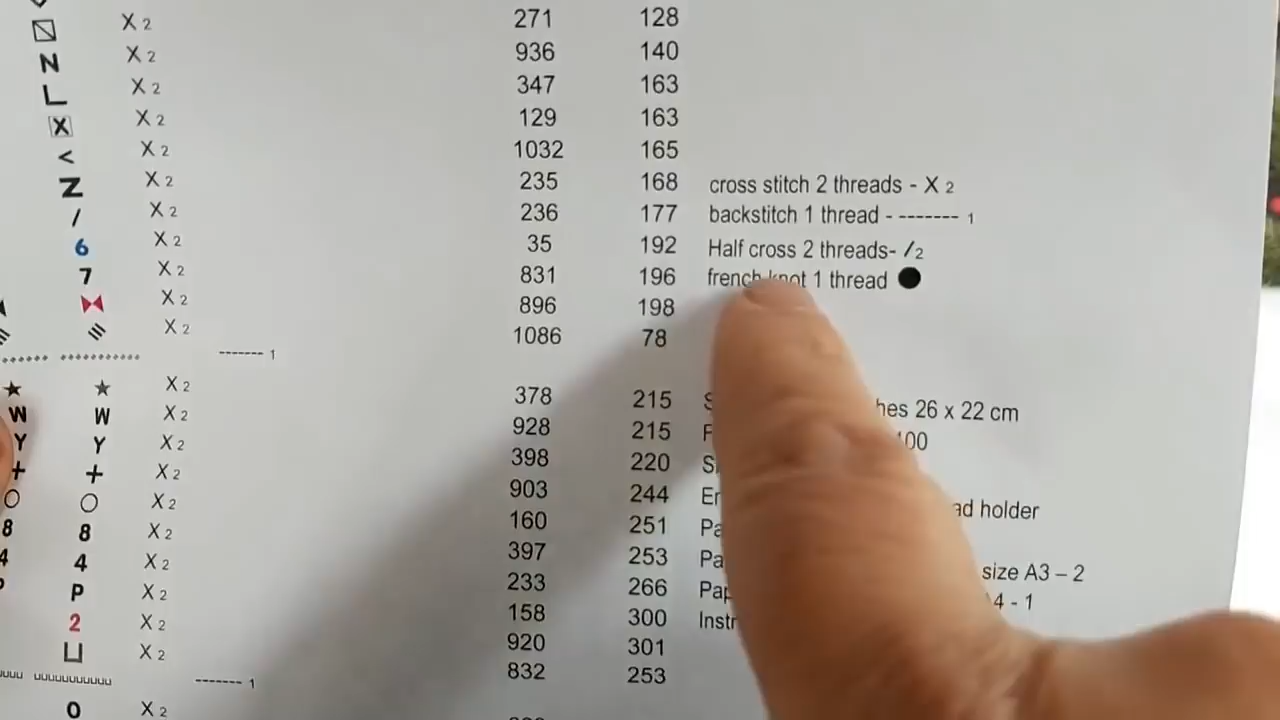 X 2 271 128
N X 2 936 140
L X 2 347 163
X X 2 129 163
< X 2 1032 165
Z X 2 235 168 cross stitch 2 threads - X 2
/ X 2 236 177 backstitch 1 thread - ------- 1
6 X 2 35 192 Half cross 2 threads- /2
7 X 2 831 196 french knot 1 thread ●
X 2 896 198
X 2 1086 78
------- 1
★ ★ X 2 378 215 hes 26 x 22 cm
W W X 2 928 215 100
Y Y X 2 398 220
+ + X 2 903 244 ad holder
○ ○ X 2 160 251
8 8 X 2 397 253 size A3 – 2
4 4 X 2 233 266 A4 - 1
P P X 2 158 300 Instr
2 X 2 920 301
⊔ X 2 832 253
------- 1
O X 2